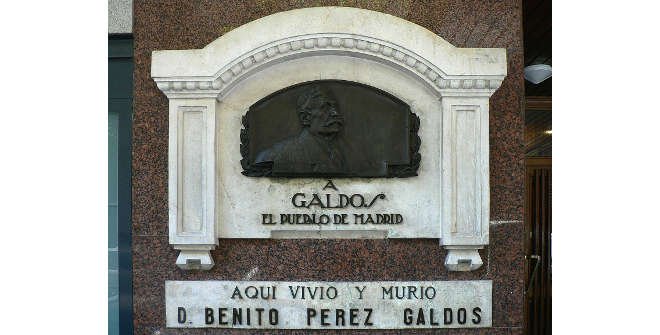 A
GALDOS
EL PUEBLO DE MADRID
AQUI VIVIO Y MURIO
D. BENITO PEREZ GALDOS